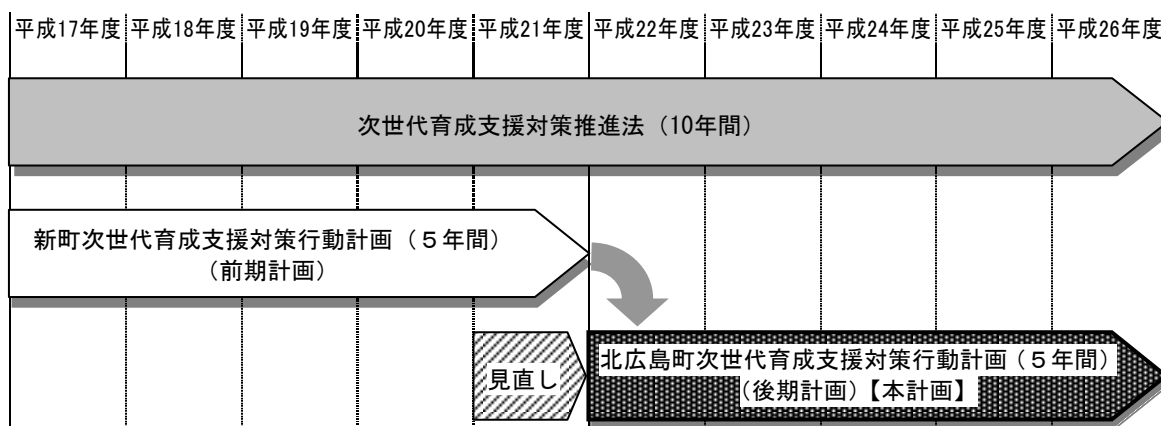 平成17年度 平成18年度 平成19年度 平成20年度 平成21年度 平成22年度 平成23年度 平成24年度 平成25年度 平成26年度
次世代育成支援対策推進法（10年間）
新町次世代育成支援対策行動計画（５年間）
（前期計画）
見直し
北広島町次世代育成支援対策行動計画（５年間）
（後期計画）【本計画】